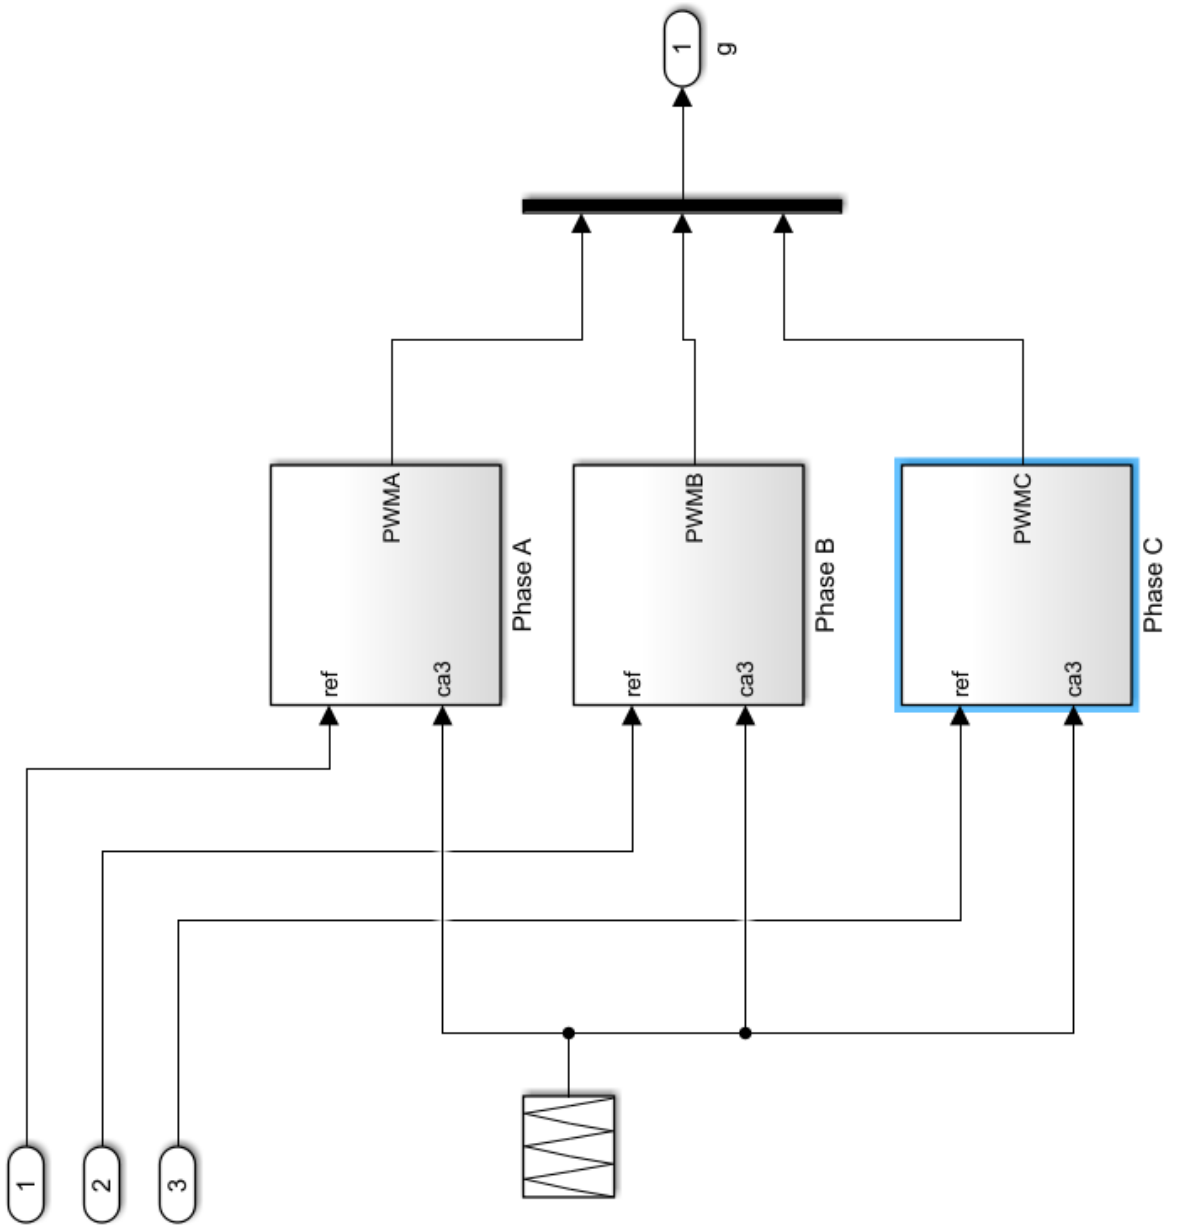 1
g
PWMA
Phase A
ref
ca3
PWMB
Phase B
ref
ca3
PWMC
Phase C
ref
ca3
1
2
3